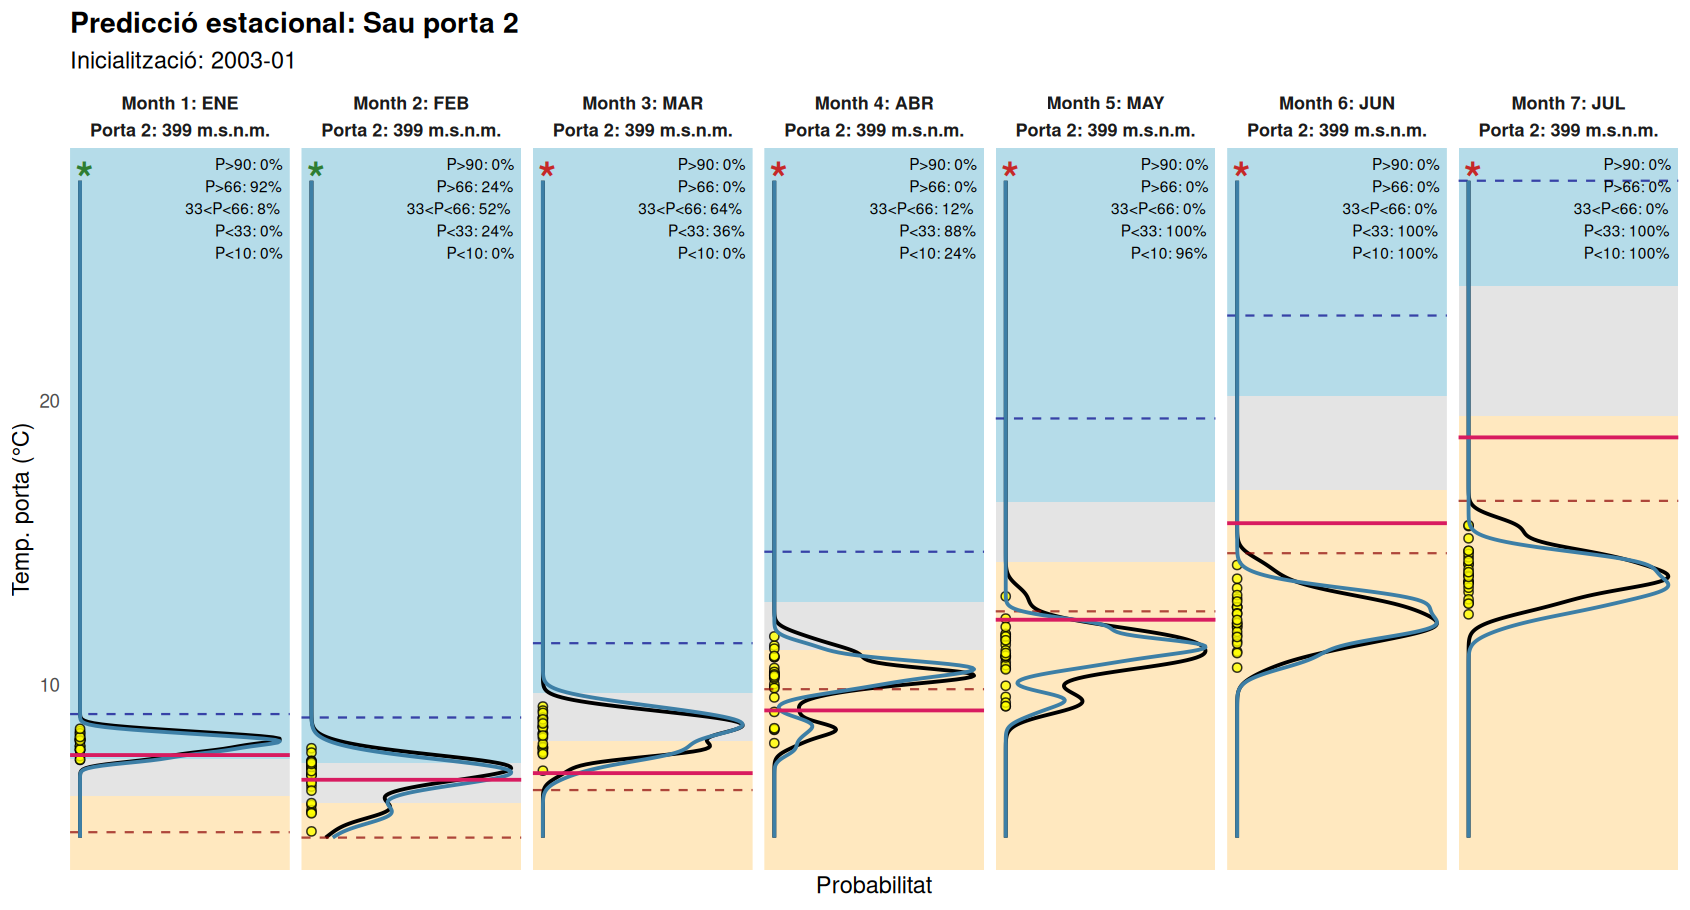 Predicció estacional: Sau porta 2
Inicialització: 2003-01
Month 1: ENE
Porta 2: 399 m.s.n.m.
Month 2: FEB
Porta 2: 399 m.s.n.m.
Month 3: MAR
Porta 2: 399 m.s.n.m.
Month 4: ABR
Porta 2: 399 m.s.n.m.
Month 5: MAY
Porta 2: 399 m.s.n.m.
Month 6: JUN
Porta 2: 399 m.s.n.m.
Month 7: JUL
Porta 2: 399 m.s.n.m.
*
P>90: 0%
P>66: 92%
33<P<66: 8%
P<33: 0%
P<10: 0%
*
P>90: 0%
P>66: 24%
33<P<66: 52%
P<33: 24%
P<10: 0%
*
P>90: 0%
P>66: 0%
33<P<66: 64%
P<33: 36%
P<10: 0%
*
P>90: 0%
P>66: 0%
33<P<66: 12%
P<33: 88%
P<10: 24%
*
P>90: 0%
P>66: 0%
33<P<66: 0%
P<33: 100%
P<10: 96%
*
P>90: 0%
P>66: 0%
33<P<66: 0%
P<33: 100%
P<10: 100%
*
P>90: 0%
P>66: 0%
33<P<66: 0%
P<33: 100%
P<10: 100%
20
10
Temp. porta (°C)
Probabilitat